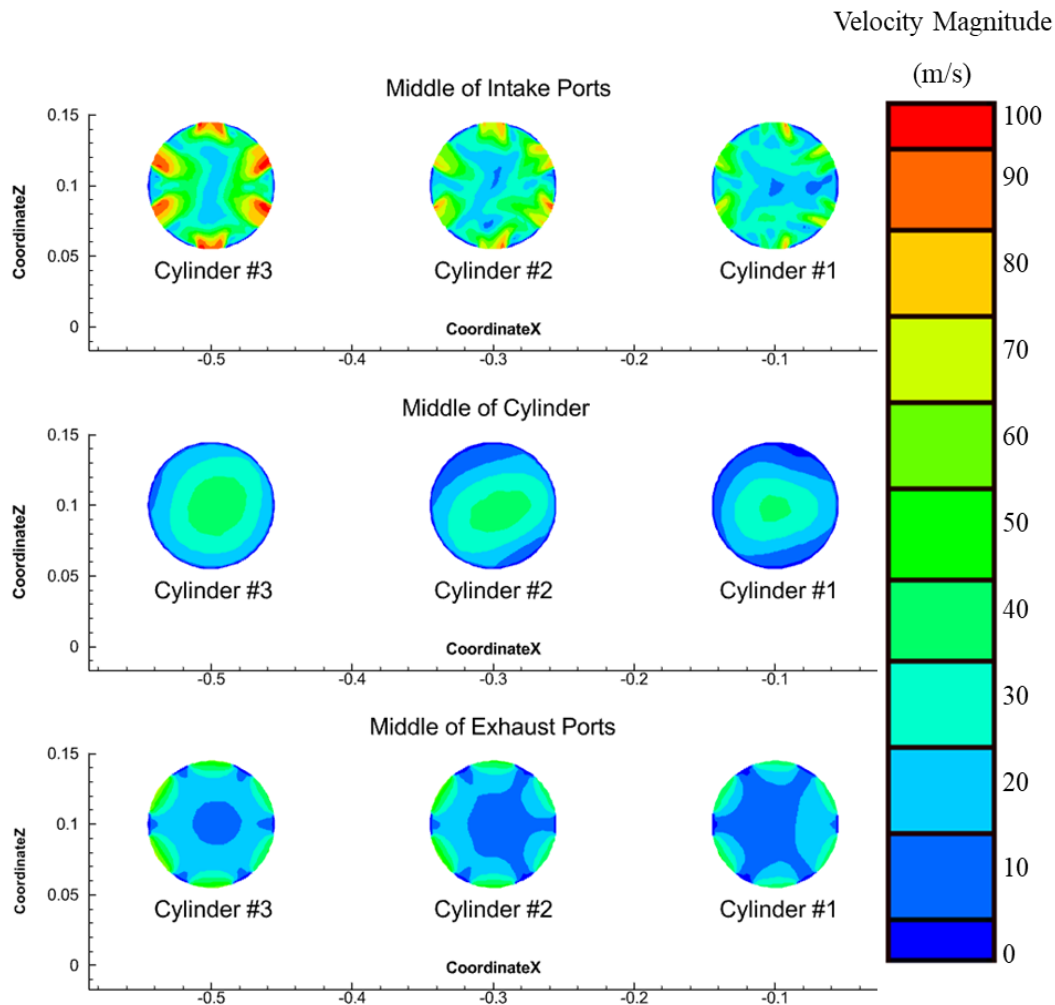 Velocity Magnitude
(m/s)
Middle of Intake Ports
0.15
0.1
0.05
0
CoordinateZ
Cylinder #3
Cylinder #2
Cylinder #1
CoordinateX
-0.5
-0.4
-0.3
-0.2
-0.1
Middle of Cylinder
0.15
0.1
0.05
0
CoordinateZ
Cylinder #3
Cylinder #2
Cylinder #1
CoordinateX
-0.5
-0.4
-0.3
-0.2
-0.1
Middle of Exhaust Ports
0.15
0.1
0.05
0
CoordinateZ
Cylinder #3
Cylinder #2
Cylinder #1
CoordinateX
-0.5
-0.4
-0.3
-0.2
-0.1
100
90
80
70
60
50
40
30
20
10
0